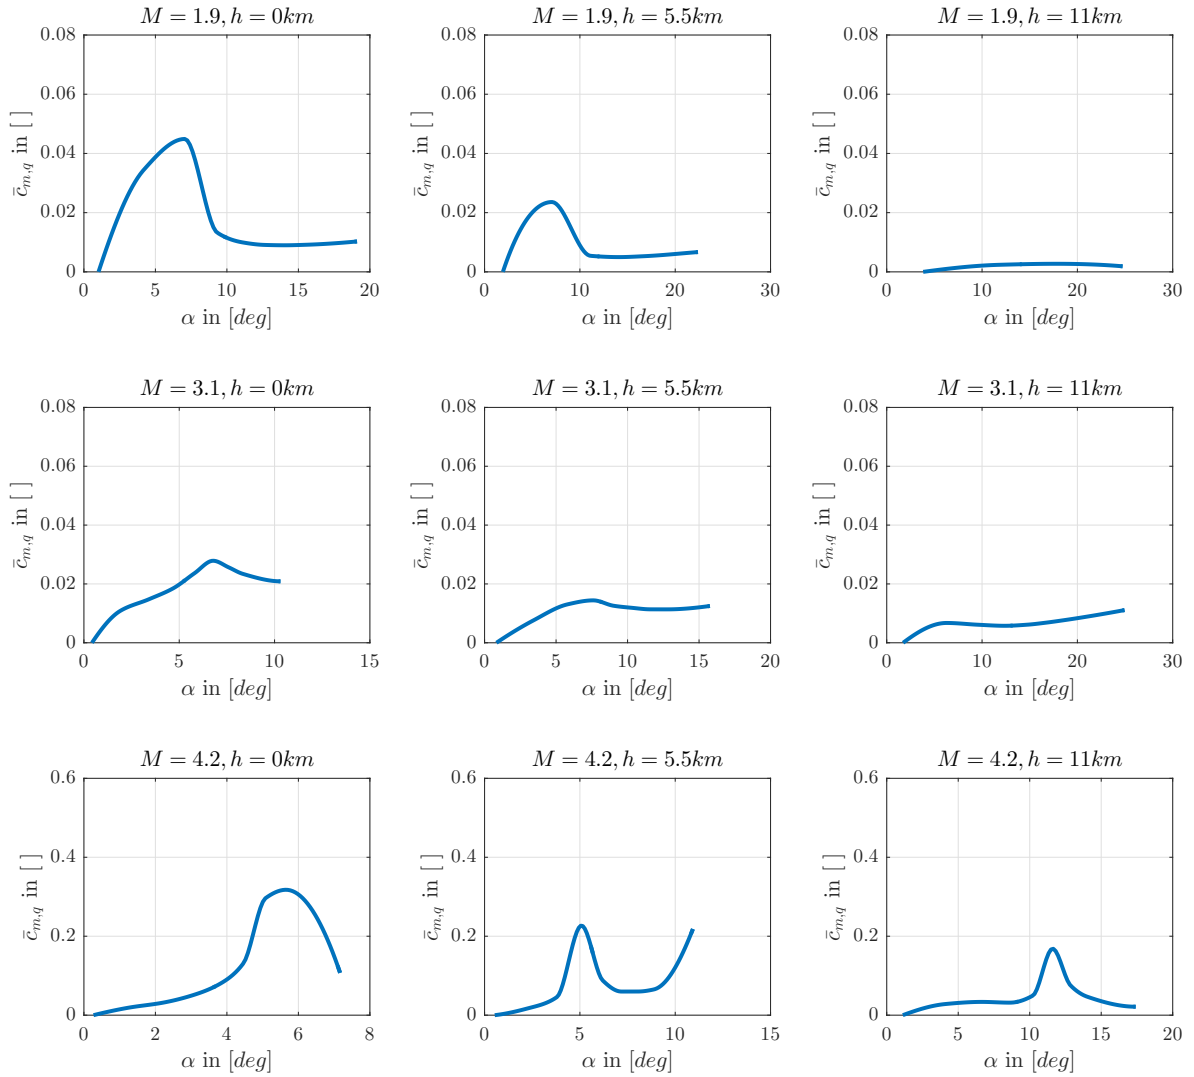 M = 1.9, h = 0km
0.08
0.06
0.04
0.02
0
c̄_{m,q} in [ ]
0 5 10 15 20
α in [deg]
M = 1.9, h = 5.5km
0.08
0.06
0.04
0.02
0
c̄_{m,q} in [ ]
0 10 20 30
α in [deg]
M = 1.9, h = 11km
0.08
0.06
0.04
0.02
0
c̄_{m,q} in [ ]
0 10 20 30
α in [deg]
M = 3.1, h = 0km
0.08
0.06
0.04
0.02
0
c̄_{m,q} in [ ]
0 5 10 15
α in [deg]
M = 3.1, h = 5.5km
0.08
0.06
0.04
0.02
0
c̄_{m,q} in [ ]
0 5 10 15 20
α in [deg]
M = 3.1, h = 11km
0.08
0.06
0.04
0.02
0
c̄_{m,q} in [ ]
0 10 20 30
α in [deg]
M = 4.2, h = 0km
0.6
0.4
0.2
0
c̄_{m,q} in [ ]
0 2 4 6 8
α in [deg]
M = 4.2, h = 5.5km
0.6
0.4
0.2
0
c̄_{m,q} in [ ]
0 5 10 15
α in [deg]
M = 4.2, h = 11km
0.6
0.4
0.2
0
c̄_{m,q} in [ ]
0 5 10 15 20
α in [deg]